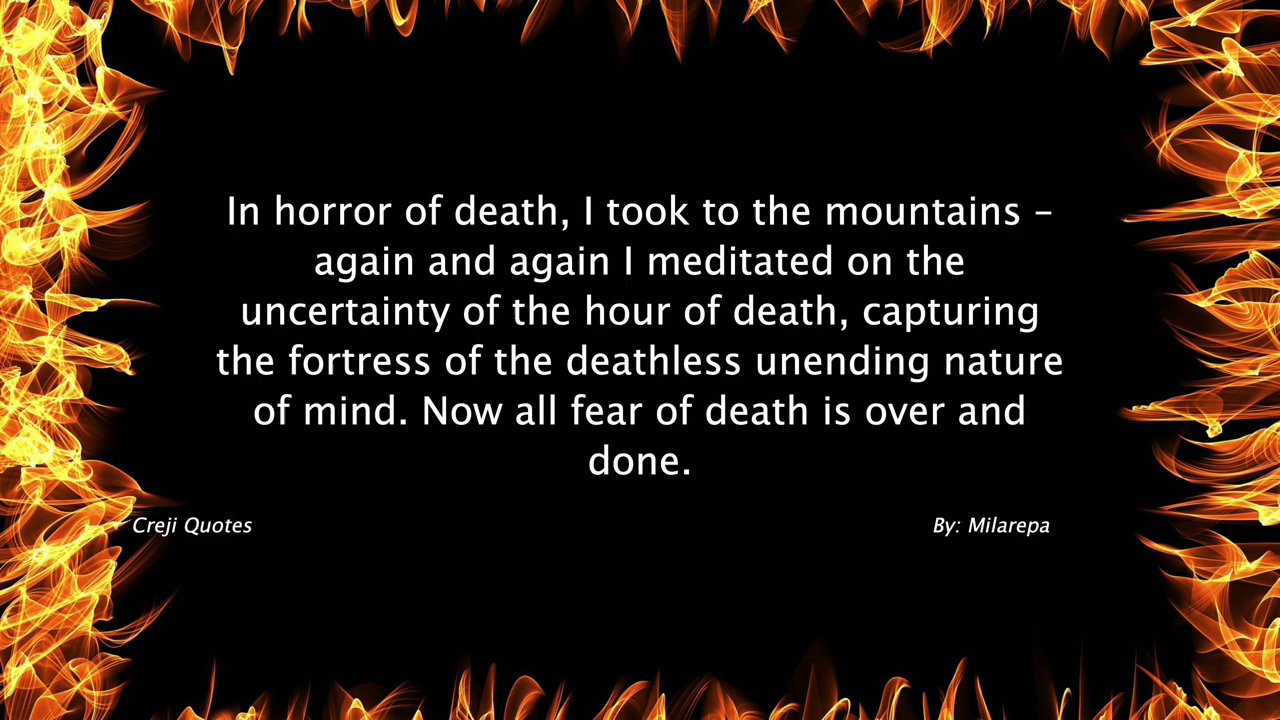 In horror of death, I took to the mountains –
again and again I meditated on the
uncertainty of the hour of death, capturing
the fortress of the deathless unending nature
of mind. Now all fear of death is over and
done.
Creji Quotes
By: Milarepa